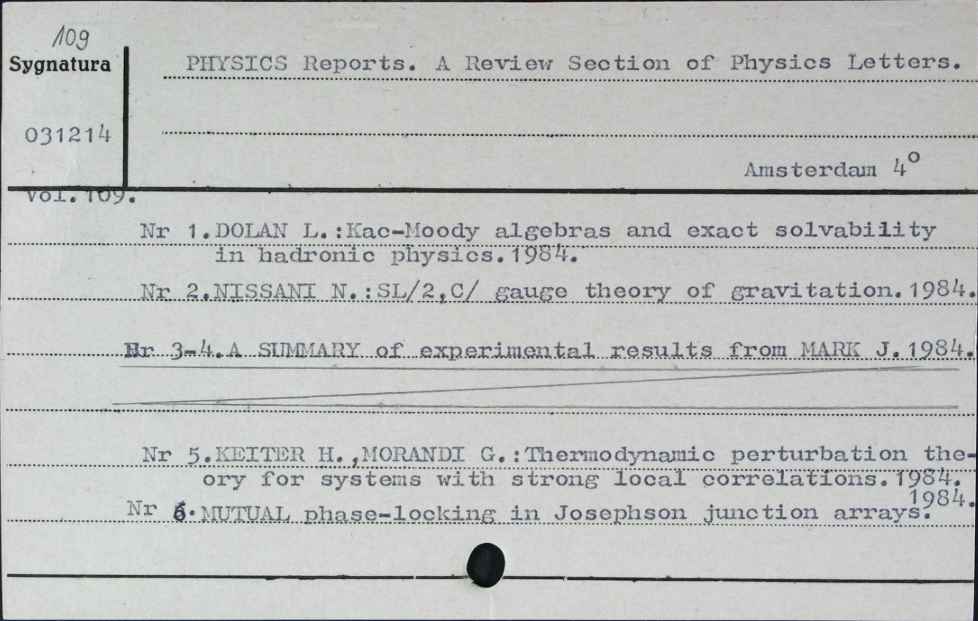 109
Sygnatura
PHYSICS Reports. A Review Section of Physics Letters.
031214
Amsterdam 4º
Vol. 109.
Nr 1.DOLAN L.:Kac-Moody algebras and exact solvability
in hadronic physics.1984.
Nr 2.NISSANI N.:SL/2,C/ gauge theory of gravitation.1984.
Nr 3-4.A SUMMARY of experimental results from MARK J.1984.
Nr 5.KEITER H.,MORANDI G.:Thermodynamic perturbation the-
ory for systems with strong local correlations.1984.
Nr 6.MUTUAL phase-locking in Josephson junction arrays.1984.